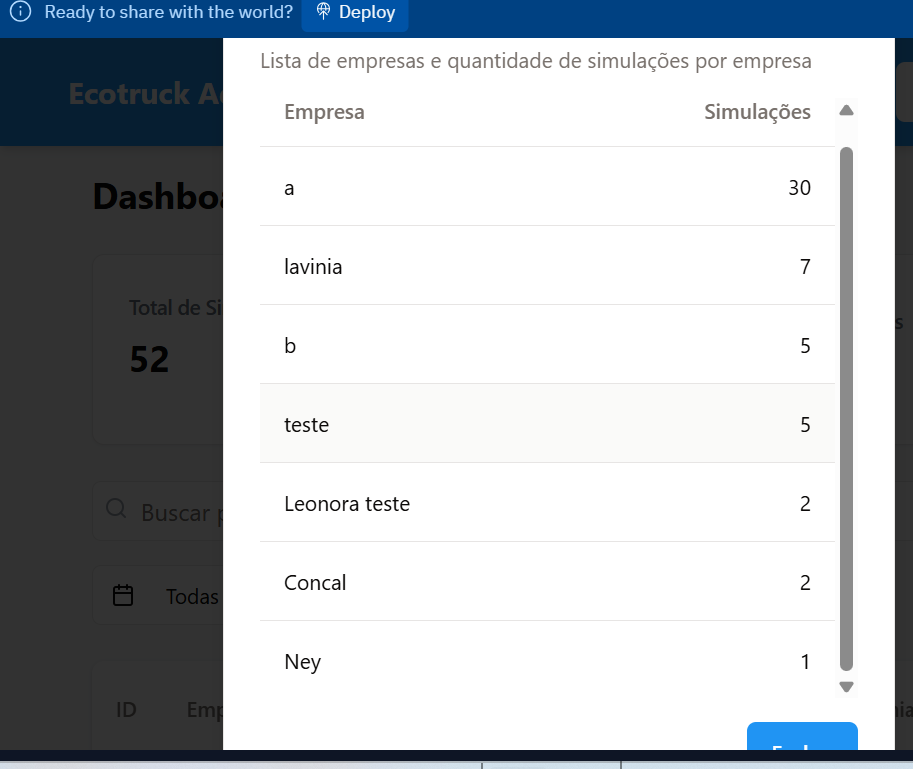 Ready to share with the world? Deploy
Lista de empresas e quantidade de simulações por empresa
Ecotruck
Empresa Simulações
a 30
Dashbo
lavinia 7
Total de Si
b 5
52
teste 5
Leonora teste 2
Buscar
Concal 2
Todas
Ney 1
ID Emp